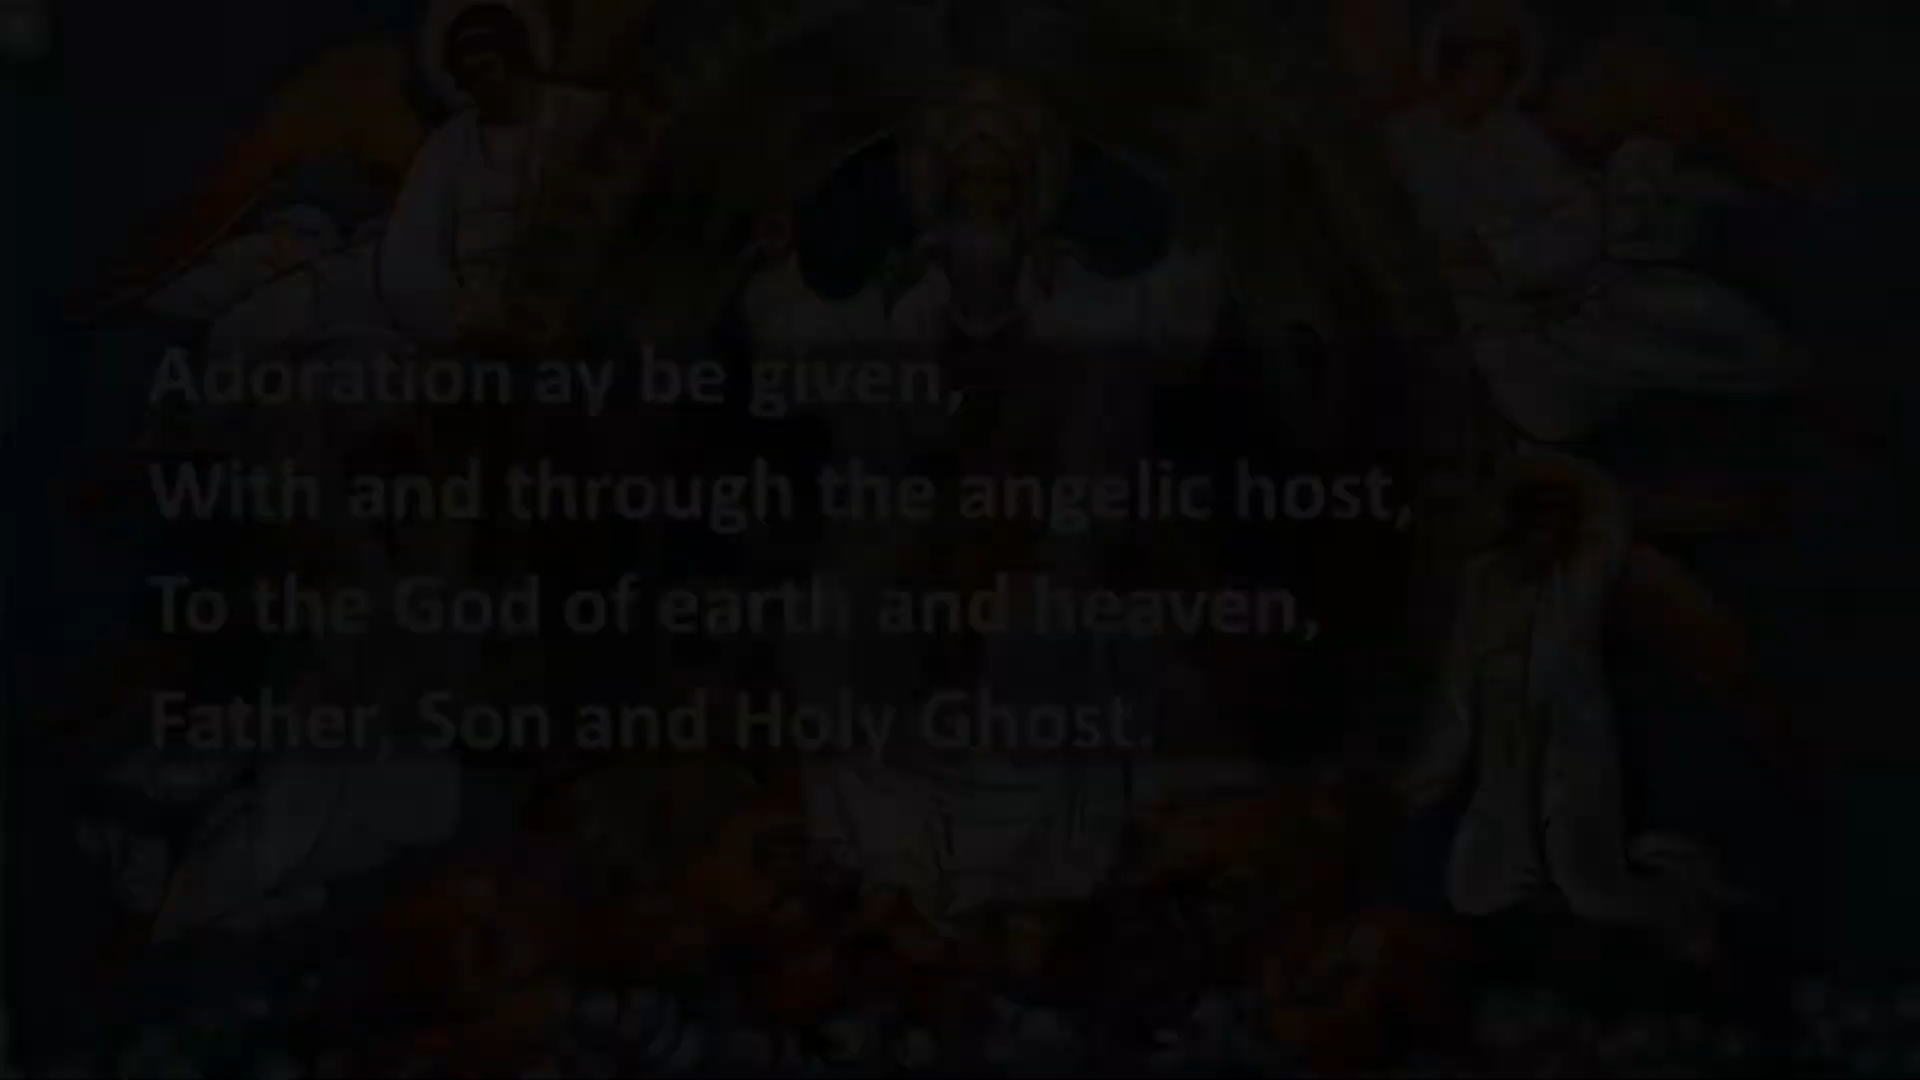 Adoration ay be given,
With and through the angelic host,
To the God of earth and heaven,
Father, Son and Holy Ghost.